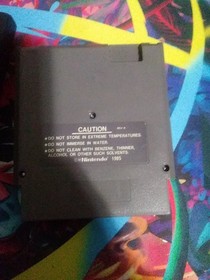 CAUTION
• DO NOT STORE IN EXTREME TEMPERATURES.
• DO NOT IMMERSE IN WATER.
• DO NOT CLEAN WITH BENZENE, THINNER,
ALCOHOL OR OTHER SUCH SOLVENTS.
Nintendo 1985